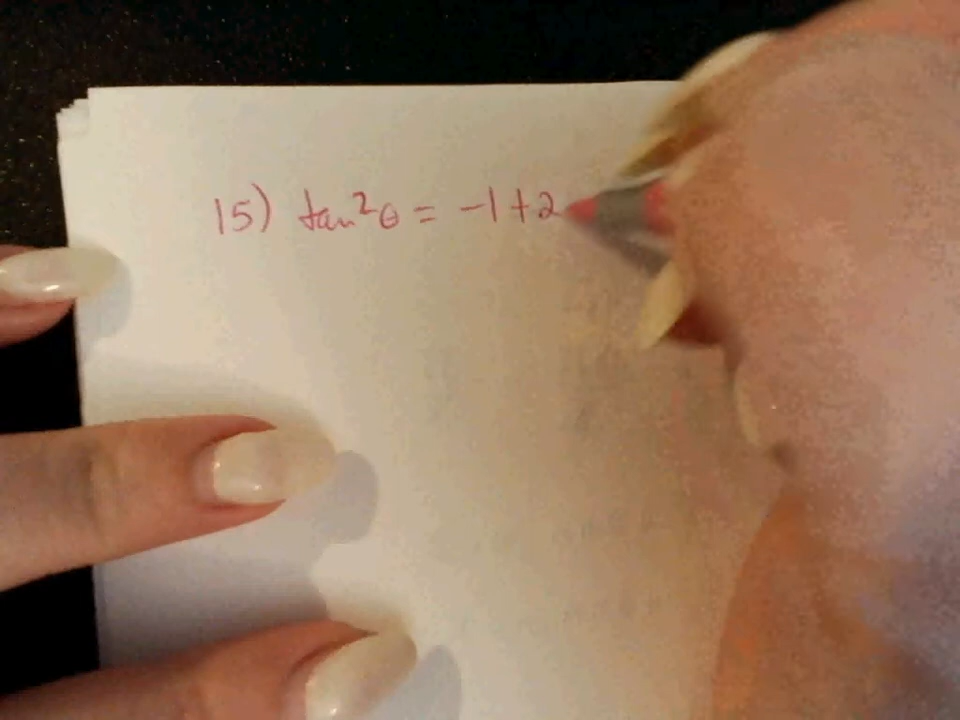 15) tan²θ = -1+2